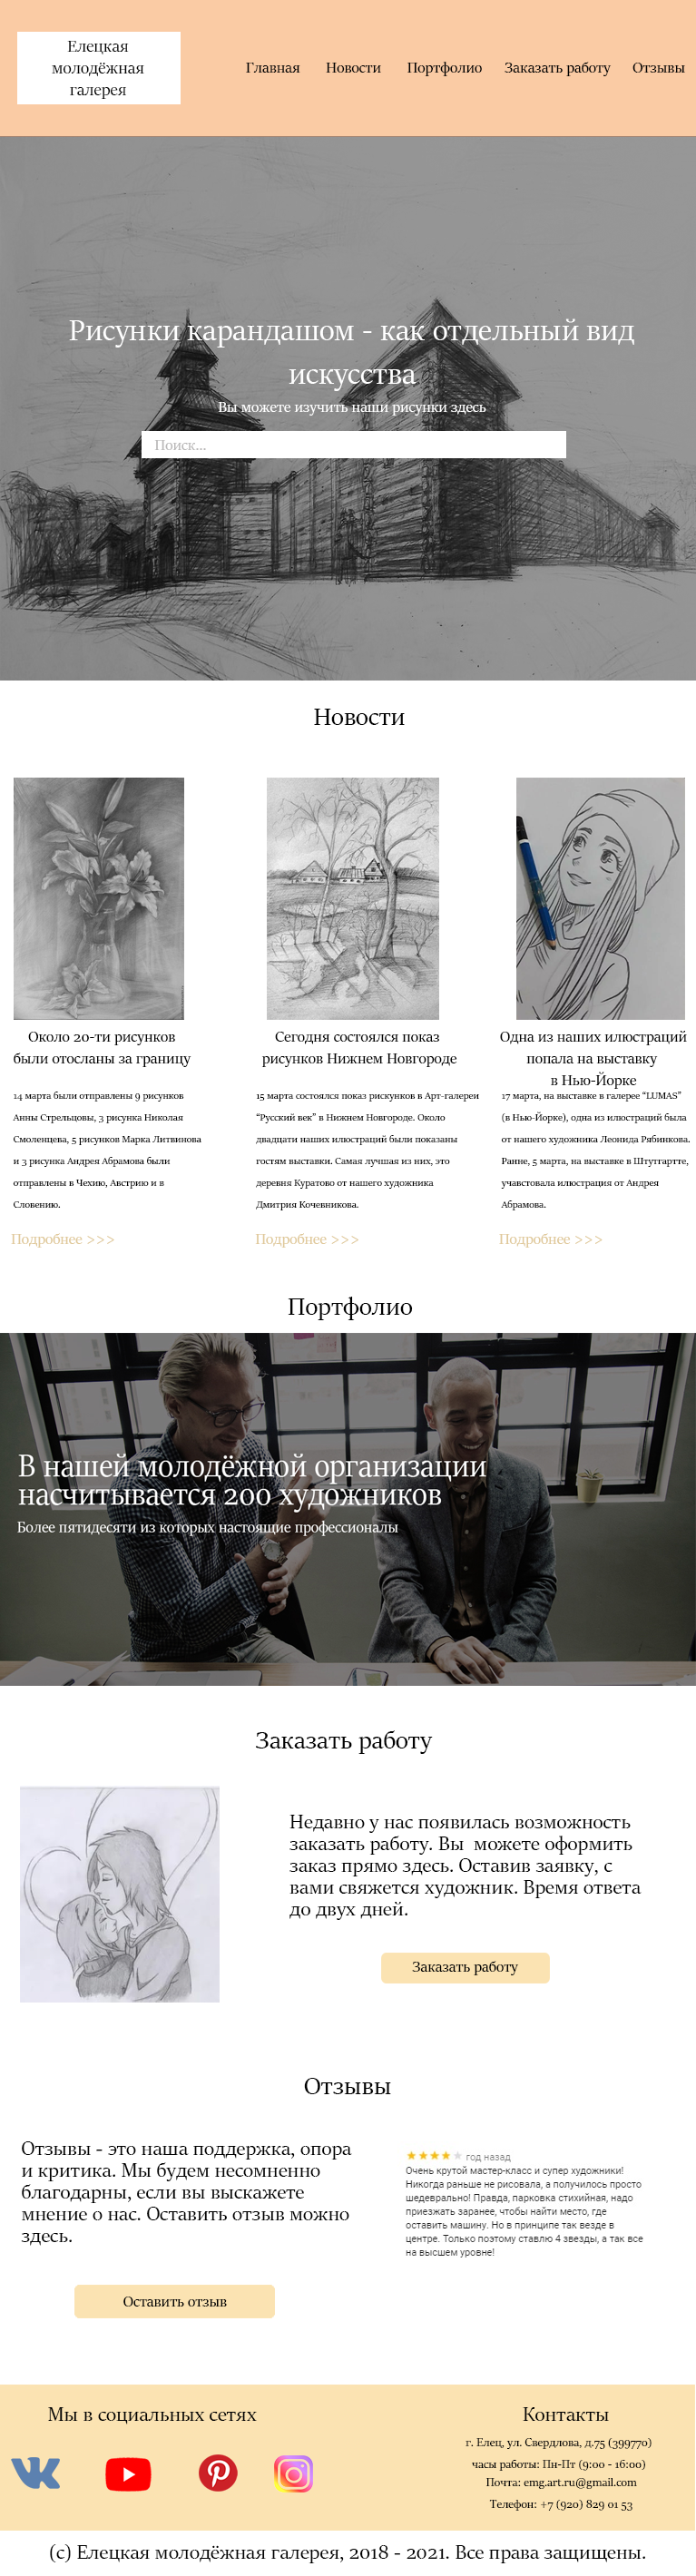 Елецкая
молодёжная
галерея
Главная Новости Портфолио Заказать работу Отзывы
Рисунки карандашом - как отдельный вид
искусства
Вы можете изучить наши рисунки здесь
Поиск...
Новости
Около 20-ти рисунков
были отосланы за границу
14 марта были отправлены 9 рисунков
Анны Стрельцовы, 3 рисунка Николая
Смоленцева, 5 рисунков Марка Литвинова
и 3 рисунка Андрея Абрамова были
отправлены в Чехию, Австрию и в
Словению.
Подробнее >>>
Сегодня состоялся показ
рисунков Нижнем Новгороде
15 марта состоялся показ рискунков в Арт-галереи
“Русский век” в Нижнем Новгороде. Около
двадцати наших илюстраций были показаны
гостям выставки. Самая лучшая из них, это
деревня Куратово от нашего художника
Дмитрия Кочевникова.
Подробнее >>>
Одна из наших илюстраций
попала на выставку
в Нью-Йорке
17 марта, на выставке в галерее “LUMAS”
(в Нью-Йорке), одна из илюстраций была
от нашего художника Леонида Рябинкова.
Ранне, 5 марта, на выставке в Штутгартте,
учавстовала илюстрация от Андрея
Абрамова.
Подробнее >>>
Портфолио
В нашей молодёжной организации
насчитывается 200 художников
Более пятидесяти из которых настоящие профессионалы
Заказать работу
Недавно у нас появилась возможность
заказать работу. Вы можете оформить
заказ прямо здесь. Оставив заявку, с
вами свяжется художник. Время ответа
до двух дней.
Заказать работу
Отзывы
Отзывы - это наша поддержка, опора
и критика. Мы будем несомненно
благодарны, если вы выскажете
мнение о нас. Оставить отзыв можно
здесь.
Оставить отзыв
год назад
Очень крутой мастер-класс и супер художники!
Никогда раньше не рисовала, а получилось просто
шедеврально! Правда, парковка стихийная, надо
приезжать заранее, чтобы найти место, где
оставить машину. Но в принципе так везде в
центре. Только поэтому ставлю 4 звезды, а так все
на высшем уровне!
Мы в социальных сетях
Контакты
г. Елец, ул. Свердлова, д.75 (399770)
часы работы: Пн-Пт (9:00 - 16:00)
Почта: emg.art.ru@gmail.com
Телефон: +7 (920) 829 01 53
(с) Елецкая молодёжная галерея, 2018 - 2021. Все права защищены.